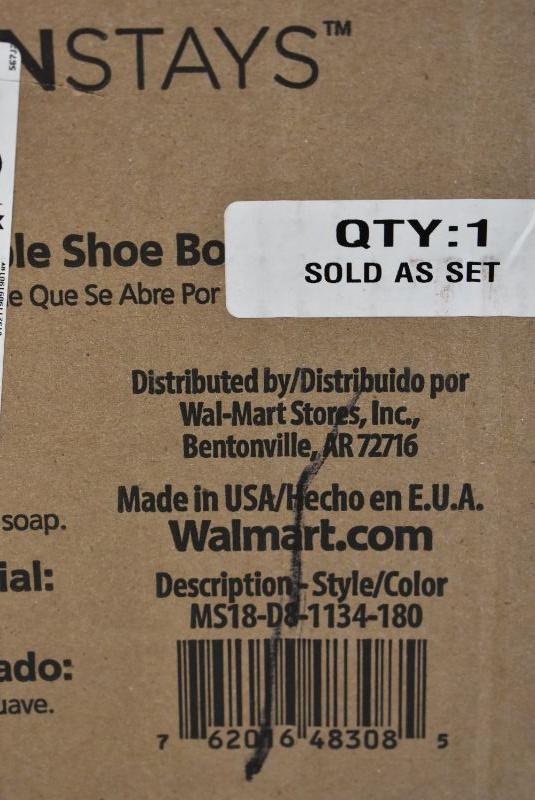 NSTAYS™
QTY:1
SOLD AS SET
le Shoe Bo
e Que Se Abre Por
Distributed by/Distribuido por
Wal-Mart Stores, Inc.,
Bentonville, AR 72716
Made in USA/Hecho en E.U.A.
Walmart.com
soap.
ial:
Description - Style/Color
MS18-D8-1134-180
ado:
uave.
7 62016 48308 5